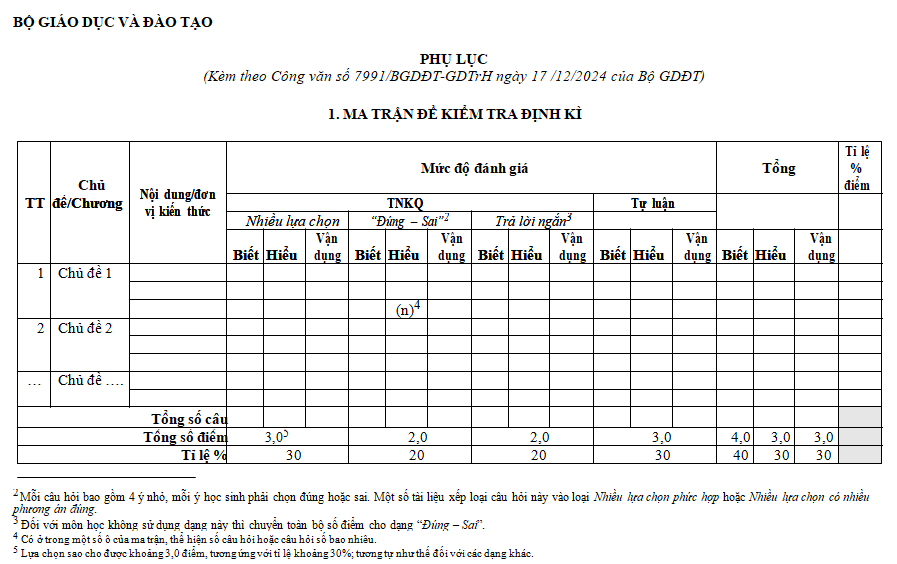 BỘ GIÁO DỤC VÀ ĐÀO TẠO
PHỤ LỤC
(Kèm theo Công văn số 7991/BGDĐT-GDTrH ngày 17 /12/2024 của Bộ GDĐT)
1. MA TRẬN ĐỀ KIỂM TRA ĐỊNH KÌ
TT Chủ đề/Chương Nội dung/đơn vị kiến thức Mức độ đánh giá Tổng Tỉ lệ % điểm
TNKQ Tự luận
Nhiều lựa chọn "Đúng – Sai"2 Trả lời ngắn3
Biết Hiểu Vận dụng Biết Hiểu Vận dụng Biết Hiểu Vận dụng Biết Hiểu Vận dụng Biết Hiểu Vận dụng
1 Chủ đề 1
(n)4
2 Chủ đề 2
… Chủ đề ….
Tổng số câu
Tổng số điểm 3,05 2,0 2,0 3,0 4,0 3,0 3,0
Tỉ lệ % 30 20 20 30 40 30 30
2 Mỗi câu hỏi bao gồm 4 ý nhỏ, mỗi ý học sinh phải chọn đúng hoặc sai. Một số tài liệu xếp loại câu hỏi này vào loại Nhiều lựa chọn phức hợp hoặc Nhiều lựa chọn có nhiều
phương án đúng.
3 Đối với môn học không sử dụng dạng này thì chuyển toàn bộ số điểm cho dạng "Đúng – Sai".
4 Có ở trong một số ô của ma trận, thể hiện số câu hỏi hoặc câu hỏi số bao nhiêu.
5 Lựa chọn sao cho được khoảng 3,0 điểm, tương ứng với tỉ lệ khoảng 30%; tương tự như thế đối với các dạng khác.